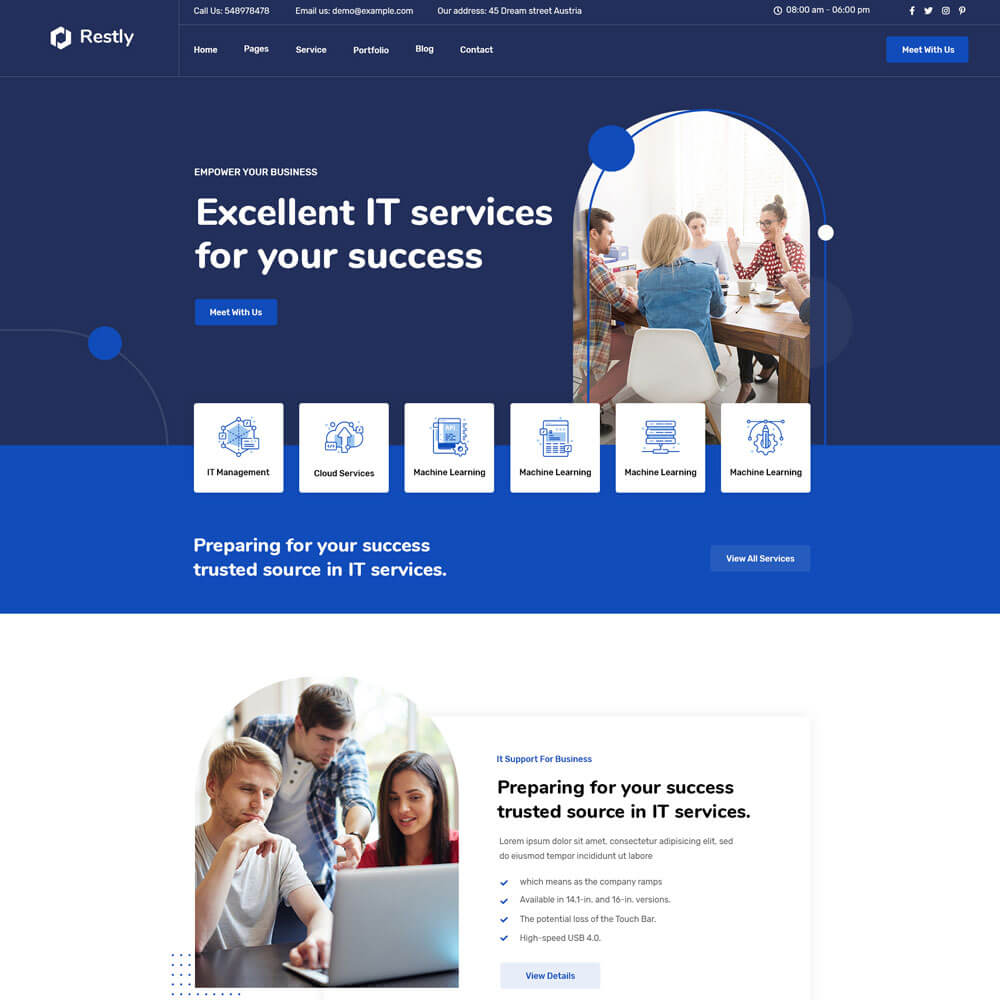 Call Us: 548978478
Email us: demo@example.com
Our address: 45 Dream street Austria
08:00 am - 06:00 pm
Restly
Home
Pages
Service
Portfolio
Blog
Contact
Meet With Us
EMPOWER YOUR BUSINESS
Excellent IT services
for your success
Meet With Us
API
IT Management
Cloud Services
Machine Learning
Machine Learning
Machine Learning
Machine Learning
Preparing for your success
trusted source in IT services.
View All Services
It Support For Business
Preparing for your success
trusted source in IT services.
Lorem ipsum dolor sit amet, consectetur adipisicing elit, sed
do eiusmod tempor incididunt ut labore
which means as the company ramps
Available in 14.1-in. and 16-in. versions.
The potential loss of the Touch Bar.
High-speed USB 4.0.
View Details